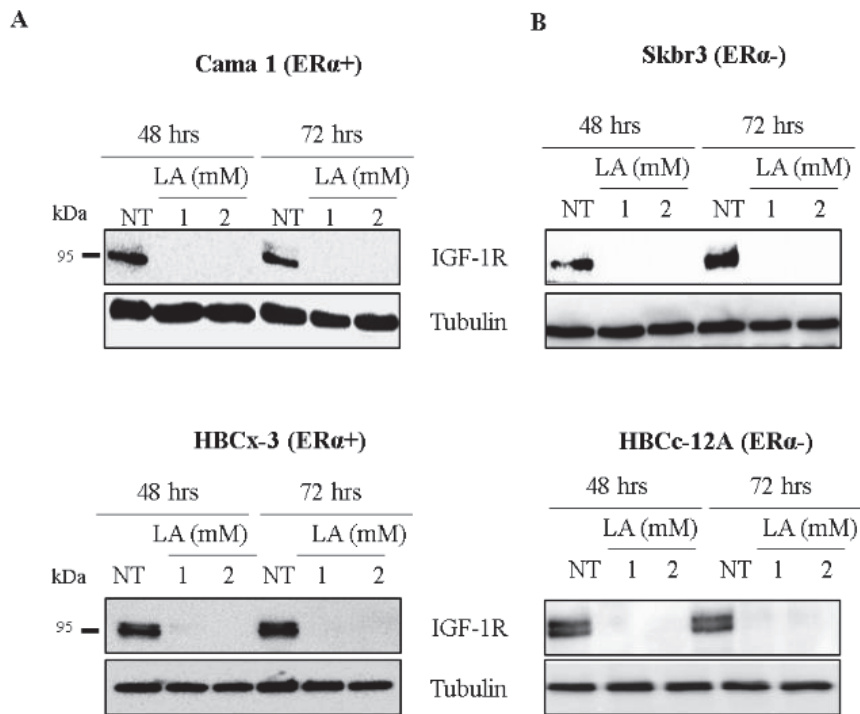 A
Cama 1 (ERα+)
48 hrs 72 hrs
LA (mM) LA (mM)
kDa NT 1 2 NT 1 2
95 IGF-1R
Tubulin
B
Skbr3 (ERα-)
48 hrs 72 hrs
LA (mM) LA (mM)
NT 1 2 NT 1 2
HBCx-3 (ERα+)
48 hrs 72 hrs
LA (mM) LA (mM)
kDa NT 1 2 NT 1 2
95 IGF-1R
Tubulin
HBCc-12A (ERα-)
48 hrs 72 hrs
LA (mM) LA (mM)
NT 1 2 NT 1 2